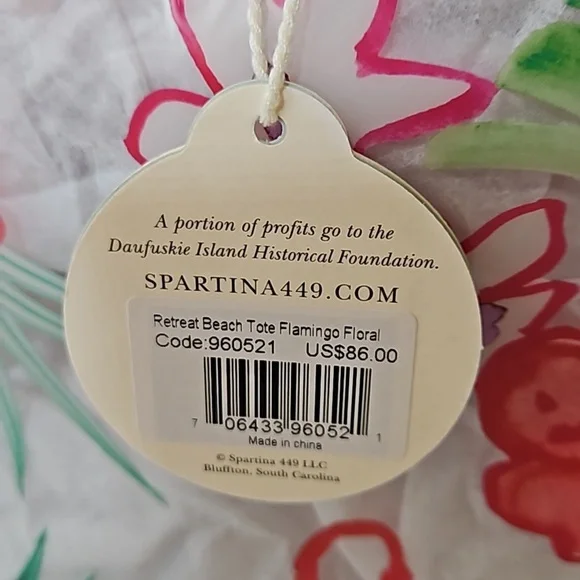 A portion of profits go to the
Daufuskie Island Historical Foundation.
SPARTINA449.COM
Retreat Beach Tote Flamingo Floral
Code:960521 US$86.00
7 06433 96052 1
Made in china
© Spartina 449 LLC
Bluffton, South Carolina